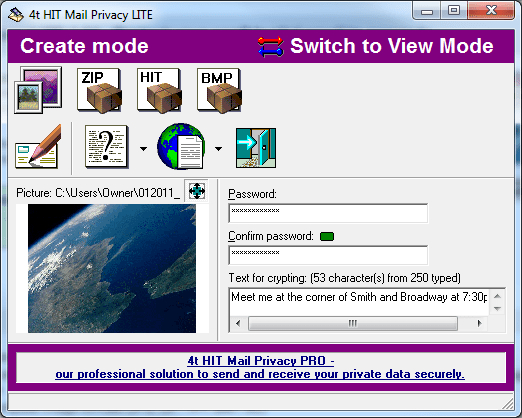 4t HIT Mail Privacy LITE
Create mode
Switch to View Mode
ZIP
HIT
BMP
?
Picture: C:\Users\Owner\012011_
Password:
************
Confirm password:
************
Text for crypting: (53 character(s) from 250 typed)
Meet me at the corner of Smith and Broadway at 7:30p
4t HIT Mail Privacy PRO -
our professional solution to send and receive your private data securely.